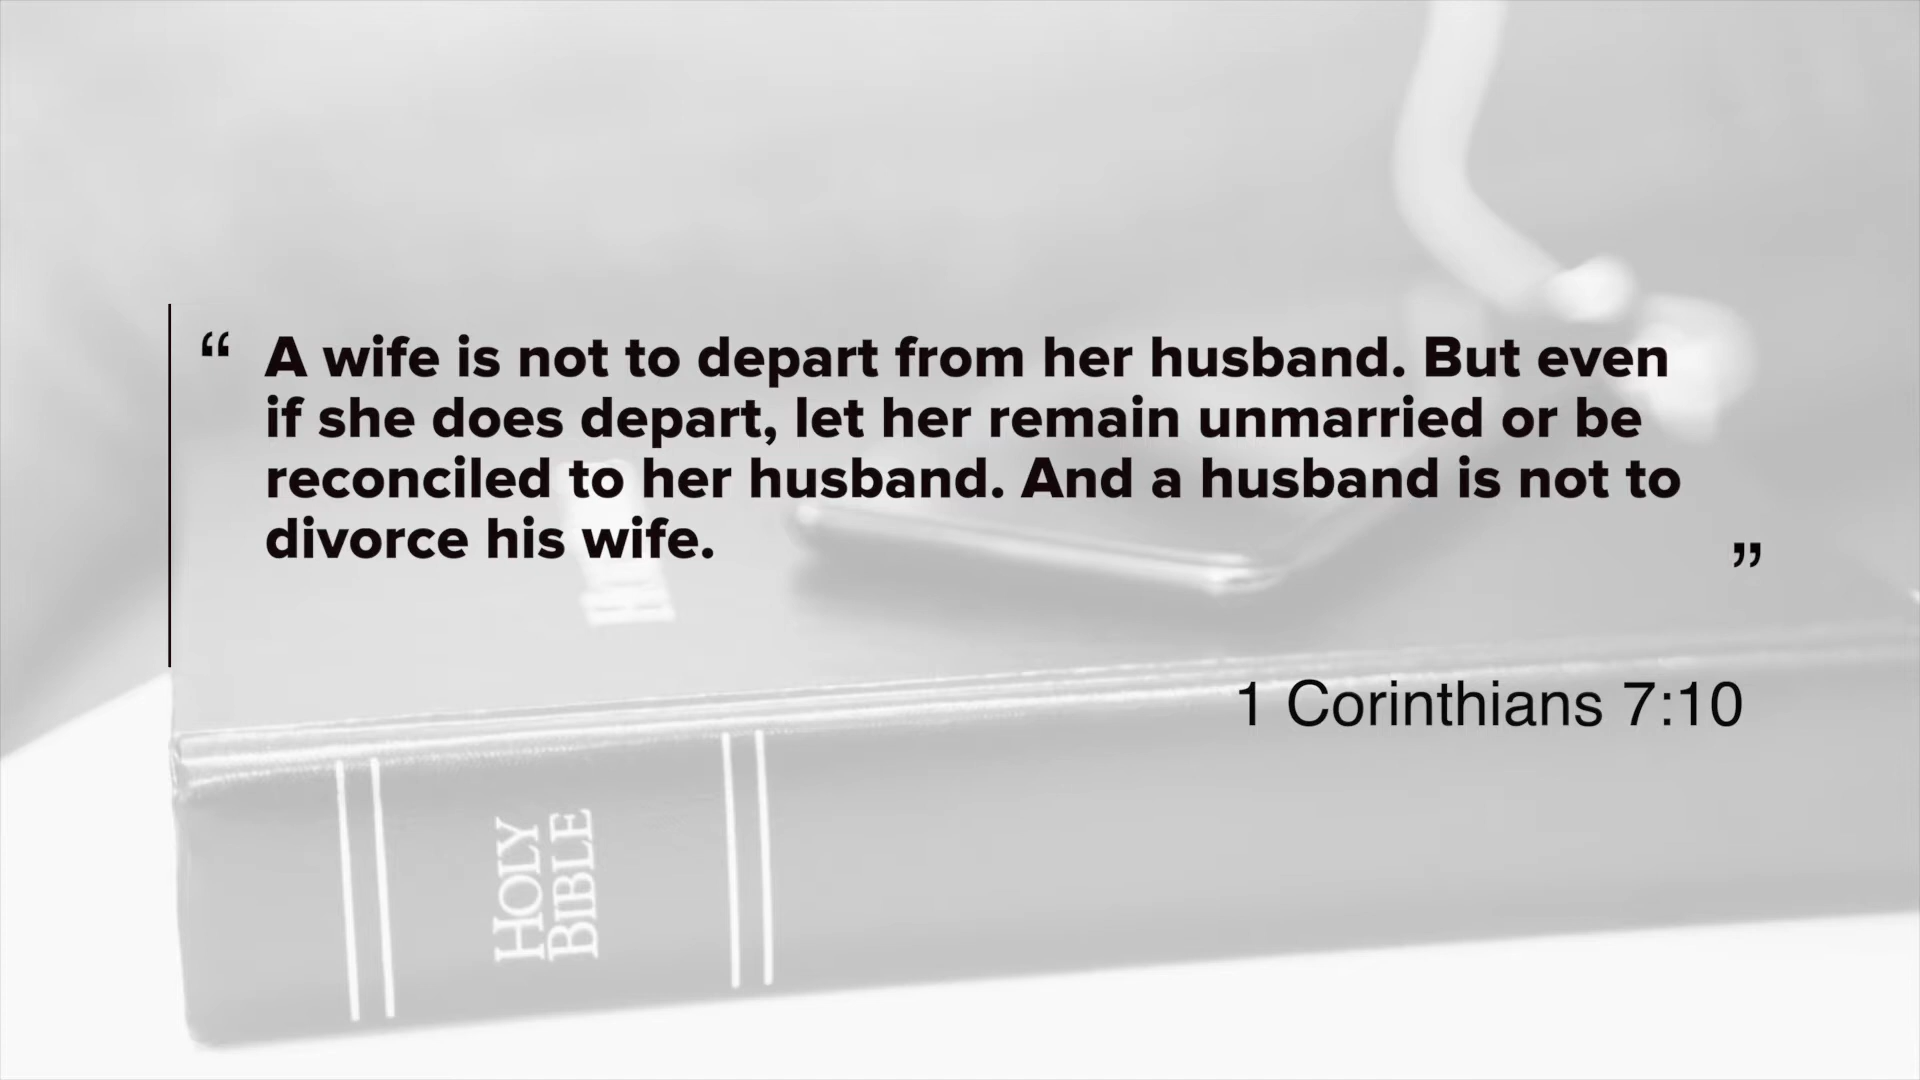 “ A wife is not to depart from her husband. But even
if she does depart, let her remain unmarried or be
reconciled to her husband. And a husband is not to
divorce his wife. ”
1 Corinthians 7:10
HOLY
BIBLE